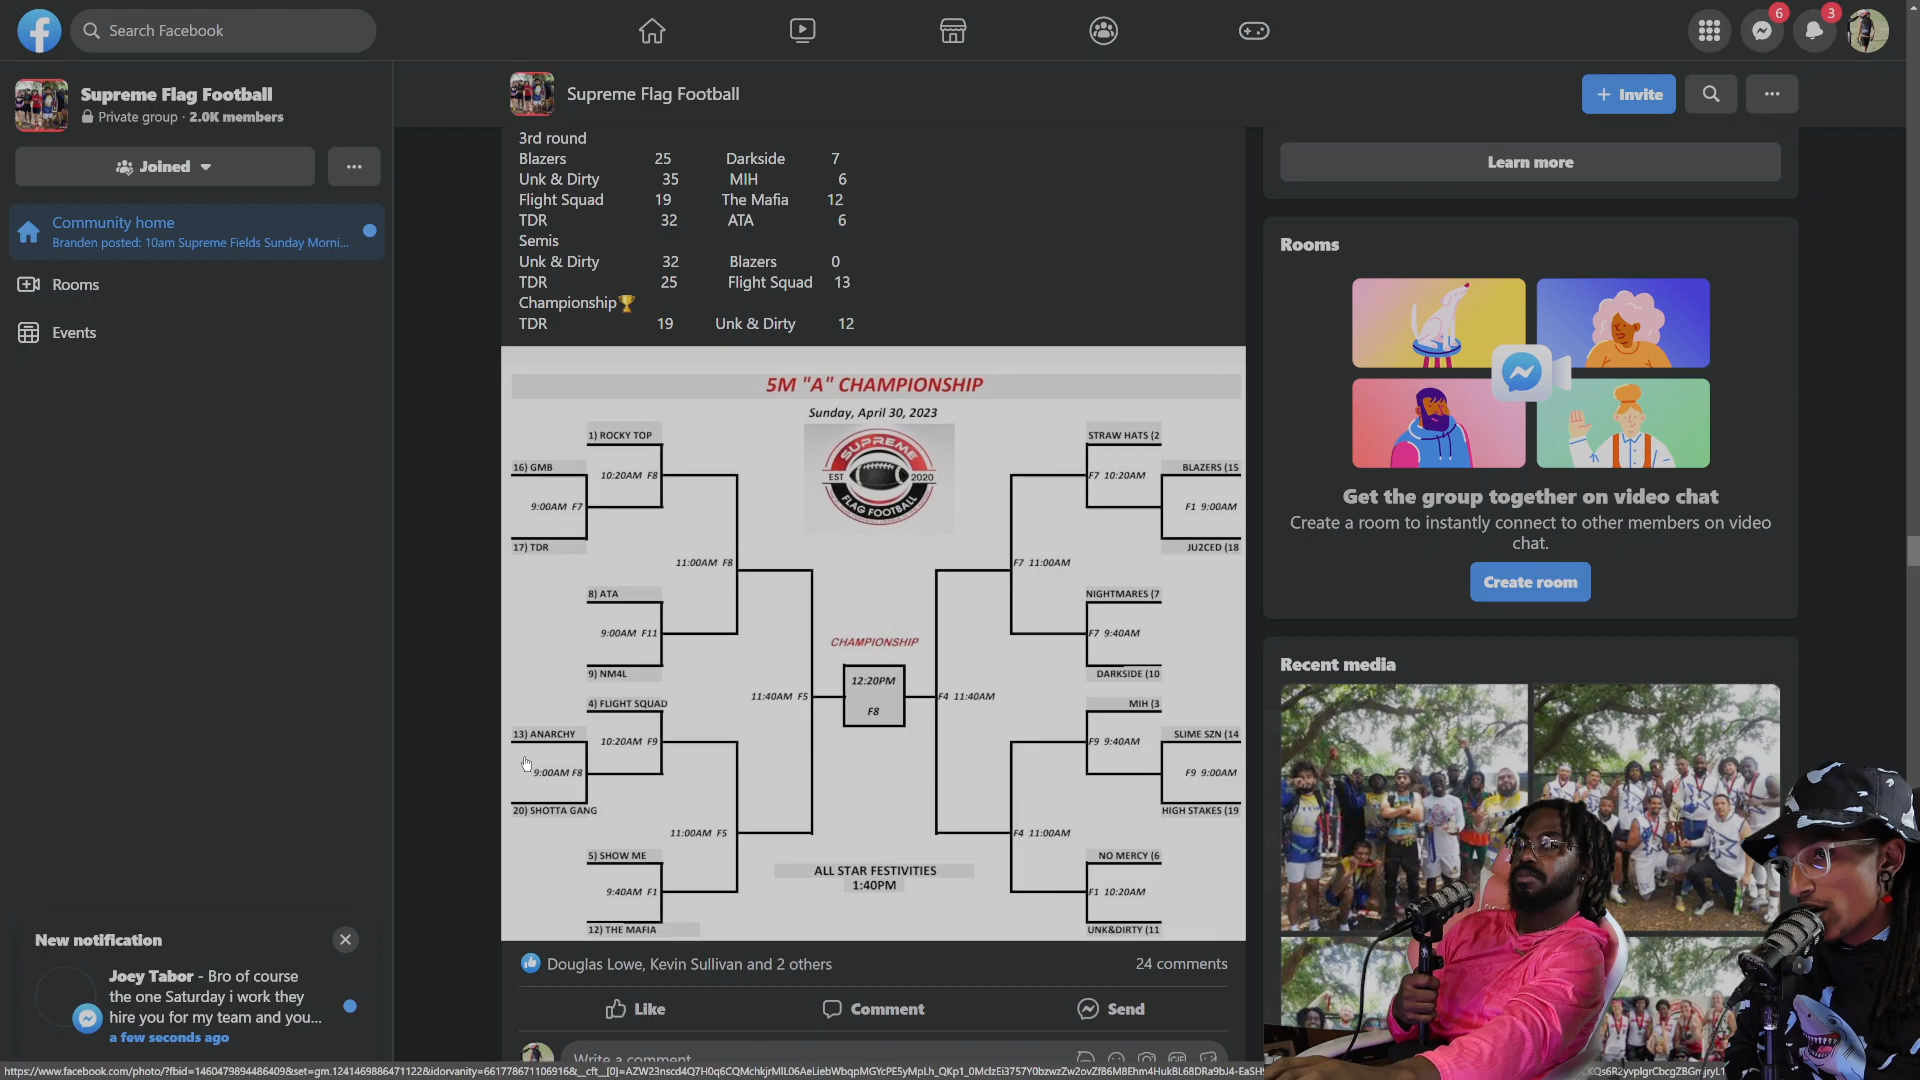 Search Facebook
6
3
Supreme Flag Football
Private group · 2.0K members
Joined
Community home
Branden posted: 10am Supreme Fields Sunday Morni...
Rooms
Events
Supreme Flag Football
+ Invite
3rd round
Blazers 25 Darkside 7
Unk & Dirty 35 MIH 6
Flight Squad 19 The Mafia 12
TDR 32 ATA 6
Semis
Unk & Dirty 32 Blazers 0
TDR 25 Flight Squad 13
Championship🏆
TDR 19 Unk & Dirty 12
5M "A" CHAMPIONSHIP
Sunday, April 30, 2023
SUPREME
EST 2020
FLAG FOOTBALL
1) ROCKY TOP
16) GMB
10:20AM F8
9:00AM F7
17) TDR
11:00AM F8
8) ATA
9:00AM F11
9) NM4L
11:40AM F5
4) FLIGHT SQUAD
13) ANARCHY
10:20AM F9
9:00AM F8
20) SHOTTA GANG
11:00AM F5
5) SHOW ME
9:40AM F1
12) THE MAFIA
CHAMPIONSHIP
12:20PM
F8
ALL STAR FESTIVITIES
1:40PM
STRAW HATS (2
BLAZERS (15
F7 10:20AM
F1 9:00AM
JU2CED (18
F7 11:00AM
NIGHTMARES (7
F7 9:40AM
DARKSIDE (10
F4 11:40AM
MIH (3
SLIME SZN (14
F9 9:40AM
F9 9:00AM
HIGH STAKES (19
F4 11:00AM
NO MERCY (6
F1 10:20AM
UNK&DIRTY (11
Douglas Lowe, Kevin Sullivan and 2 others
24 comments
Like
Comment
Send
Write a comment
Learn more
Rooms
Get the group together on video chat
Create a room to instantly connect to other members on video
chat.
Create room
Recent media
New notification
Joey Tabor - Bro of course
the one Saturday i work they
hire you for my team and you...
a few seconds ago